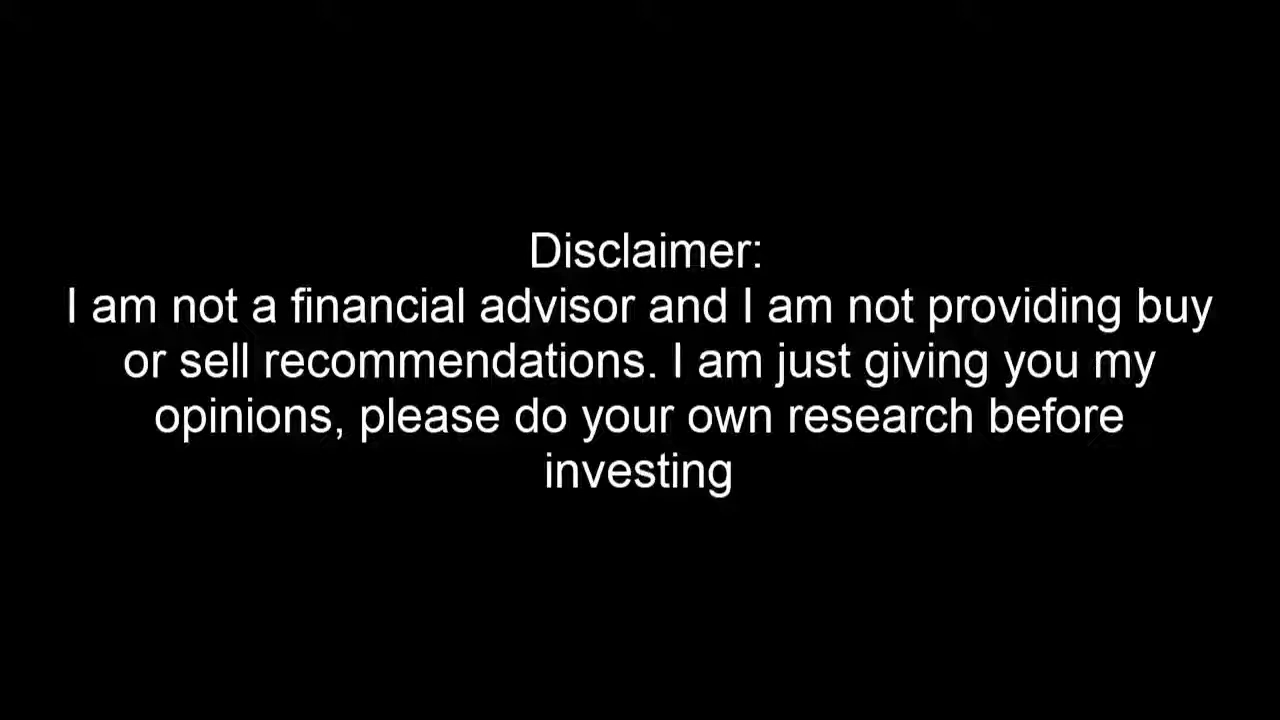 Disclaimer:
I am not a financial advisor and I am not providing buy
or sell recommendations. I am just giving you my
opinions, please do your own research before
investing